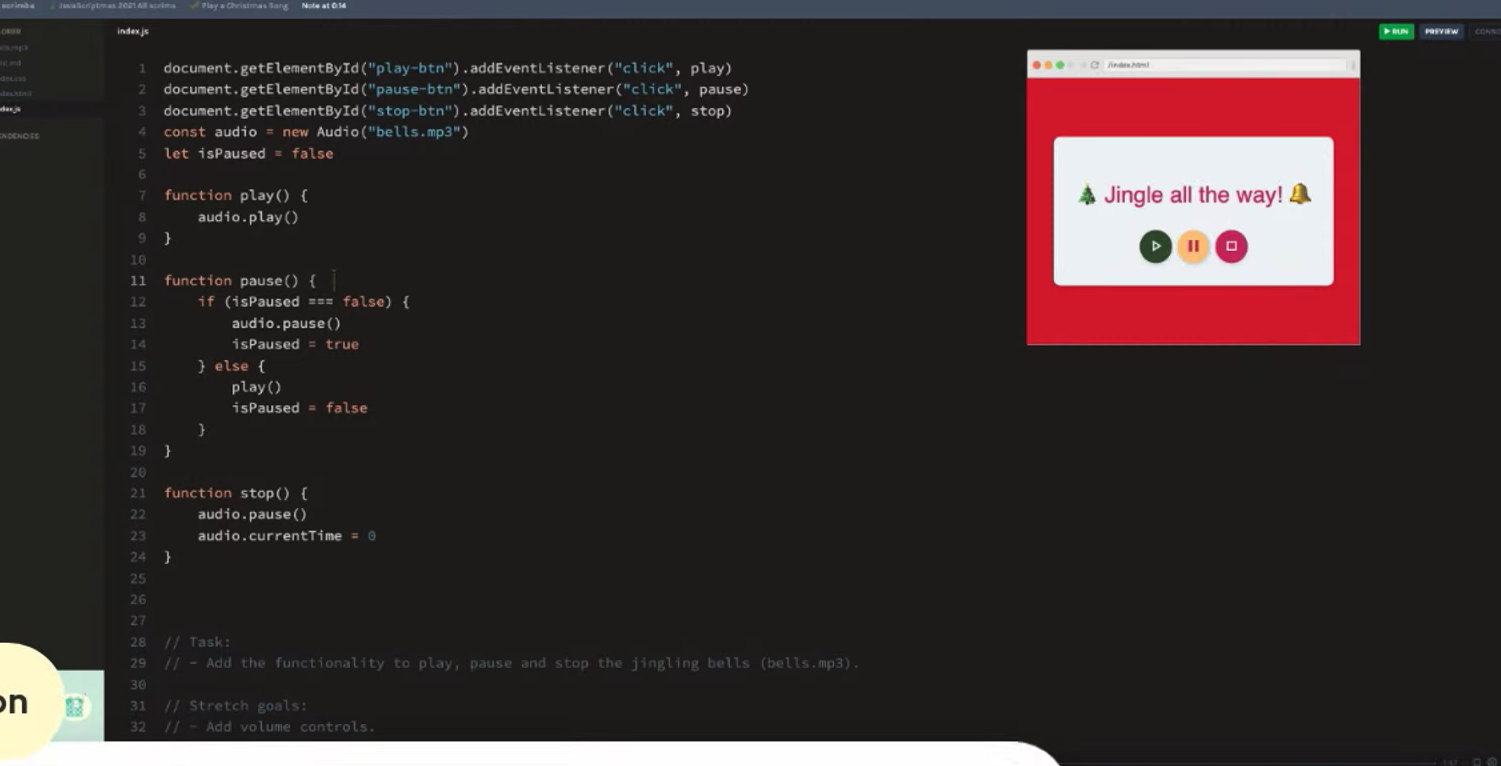 scrimba JavaScriptmas 2021 All scrims Play a Christmas Song Note at 0:14
index.js
RUN PREVIEW
/index.html
1 document.getElementById("play-btn").addEventListener("click", play)
2 document.getElementById("pause-btn").addEventListener("click", pause)
3 document.getElementById("stop-btn").addEventListener("click", stop)
4 const audio = new Audio("bells.mp3")
5 let isPaused = false
6
7 function play() {
8 audio.play()
9 }
10
11 function pause() {
12 if (isPaused === false) {
13 audio.pause()
14 isPaused = true
15 } else {
16 play()
17 isPaused = false
18 }
19 }
20
21 function stop() {
22 audio.pause()
23 audio.currentTime = 0
24 }
25
26
27
28 // Task:
29 // - Add the functionality to play, pause and stop the jingling bells (bells.mp3).
30
31 // Stretch goals:
32 // - Add volume controls.
🎄 Jingle all the way! 🔔
on